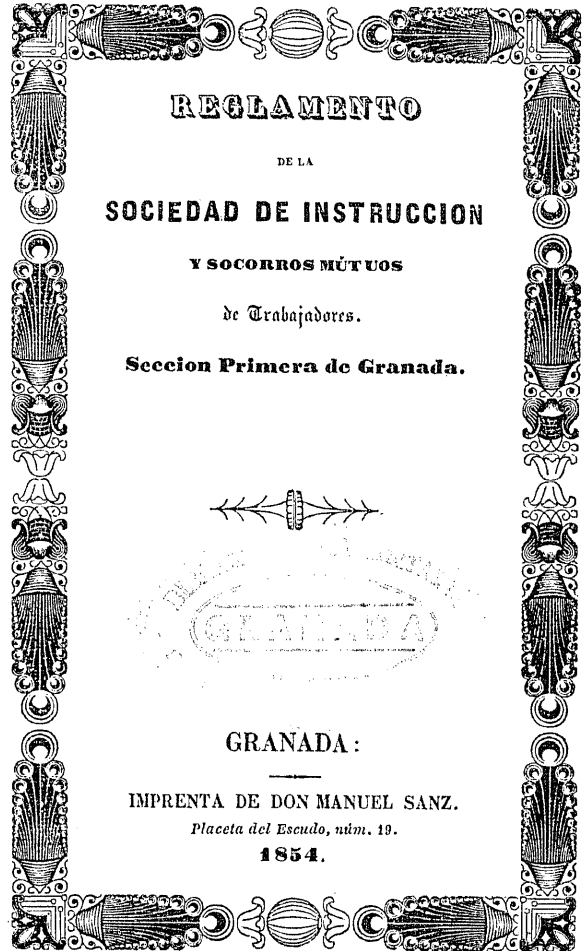 REGLAMENTO
DE LA
SOCIEDAD DE INSTRUCCION
Y SOCORROS MÚTUOS
de Trabajadores.
Seccion Primera de Granada.
GRANADA
GRANADA:
IMPRENTA DE DON MANUEL SANZ.
Placeta del Escudo, núm. 19.
1854.